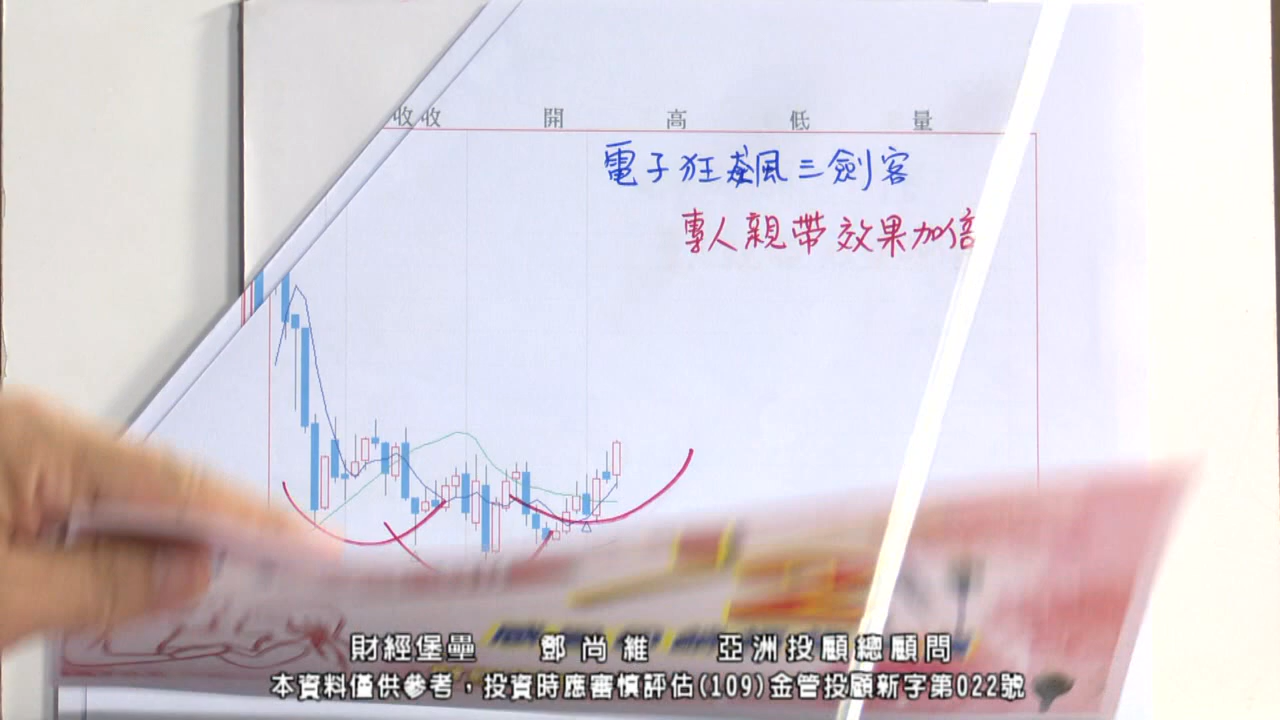 收收 開 高 低 量
電子狂飆三劍客
專人親帶效果加倍
財經堡壘 鄧尚維 亞洲投顧總顧問
本資料僅供參考，投資時應審慎評估(109)金管投顧新字第022號